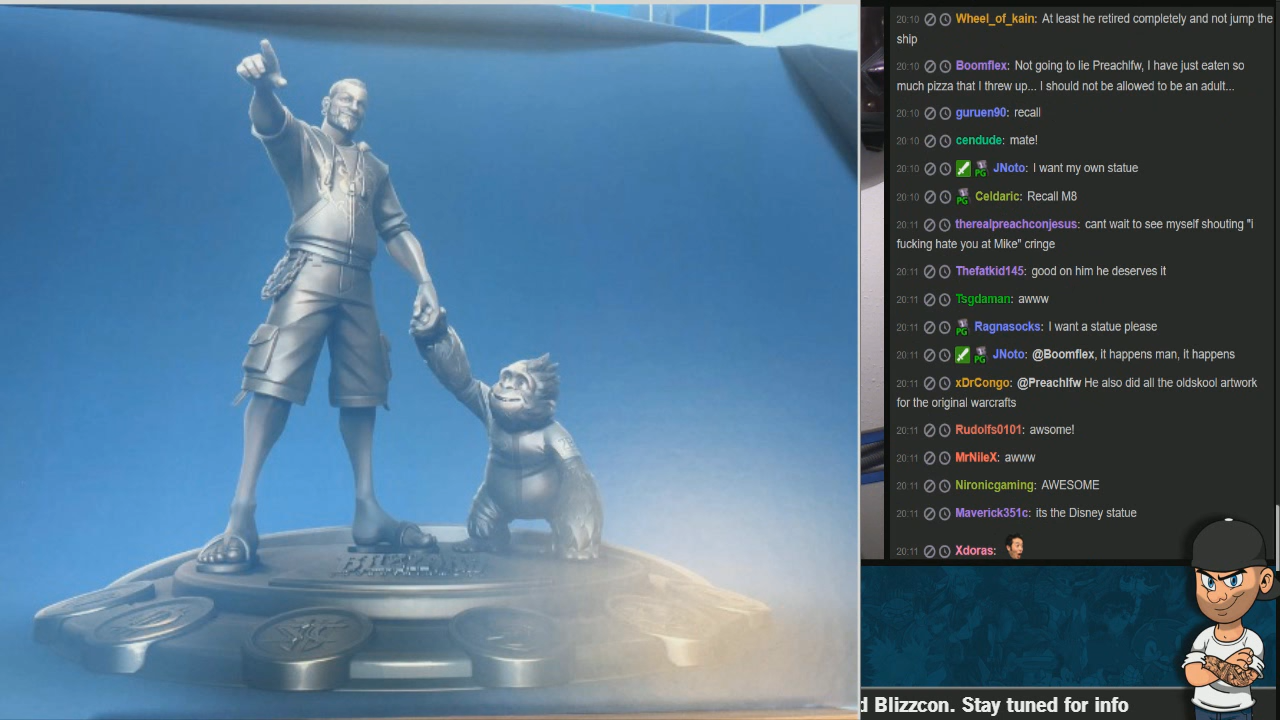 20:10 Wheel_of_kain: At least he retired completely and not jump the
ship
20:10 Boomflex: Not going to lie Preachlfw, I have just eaten so
much pizza that I threw up... I should not be allowed to be an adult...
20:10 guruen90: recall
20:10 cendude: mate!
20:10 PG JNoto: I want my own statue
20:10 PG Celdaric: Recall M8
20:11 therealpreachconjesus: cant wait to see myself shouting "i
fucking hate you at Mike" cringe
20:11 Thefatkid145: good on him he deserves it
20:11 Tsgdaman: awww
20:11 PG Ragnasocks: I want a statue please
20:11 PG JNoto: @Boomflex, it happens man, it happens
20:11 xDrCongo: @Preachlfw He also did all the oldskool artwork
for the original warcrafts
20:11 Rudolfs0101: awsome!
20:11 MrNileX: awww
20:11 Nironicgaming: AWESOME
20:11 Maverick351c: its the Disney statue
20:11 Xdoras:
d Blizzcon. Stay tuned for info